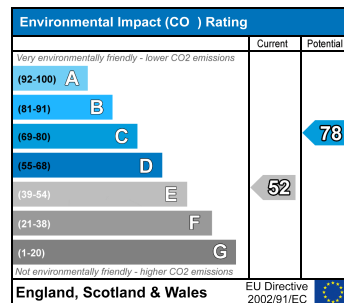 Environmental Impact (CO ) Rating
Current Potential
Very environmentally friendly - lower CO2 emissions
(92-100) A
(81-91) B
(69-80) C
78
(55-68) D
(39-54) E
52
(21-38) F
(1-20) G
Not environmentally friendly - higher CO2 emissions
England, Scotland & Wales
EU Directive
2002/91/EC